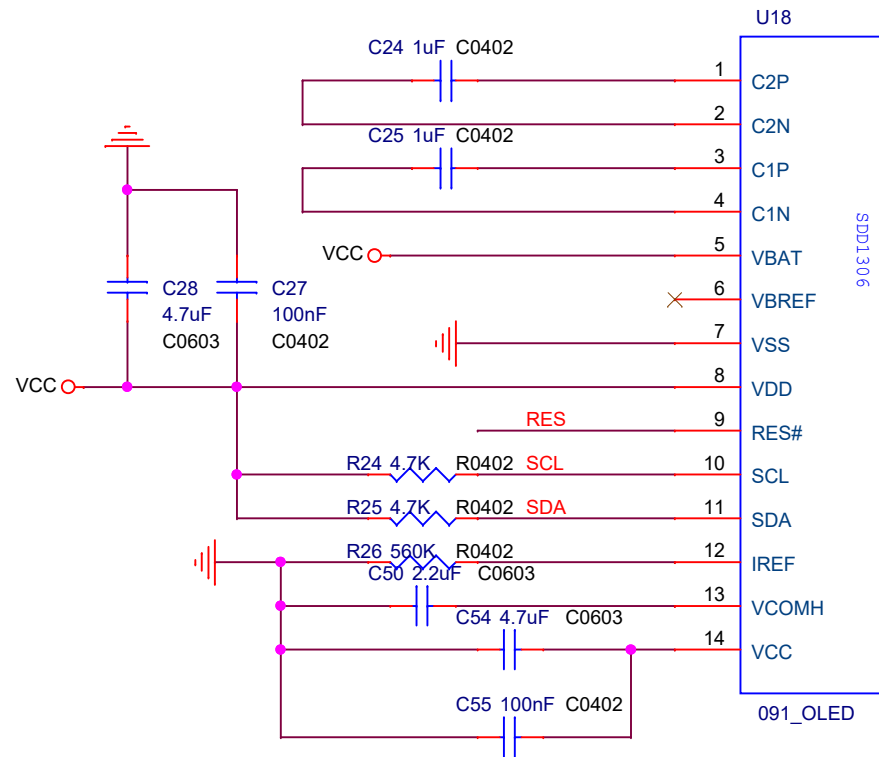 U18
C24 1uF C0402
1 C2P
2 C2N
C25 1uF C0402
3 C1P
4 C1N
VCC 5 VBAT
SDD1306
6 VBREF
C28 C27
4.7uF 100nF
C0603 C0402
7 VSS
VCC 8 VDD
RES 9 RES#
R24 4.7K R0402 SCL 10 SCL
R25 4.7K R0402 SDA 11 SDA
R26 560K R0402 12 IREF
C50 2.2uF C0603
13 VCOMH
C54 4.7uF C0603
14 VCC
C55 100nF C0402
091_OLED